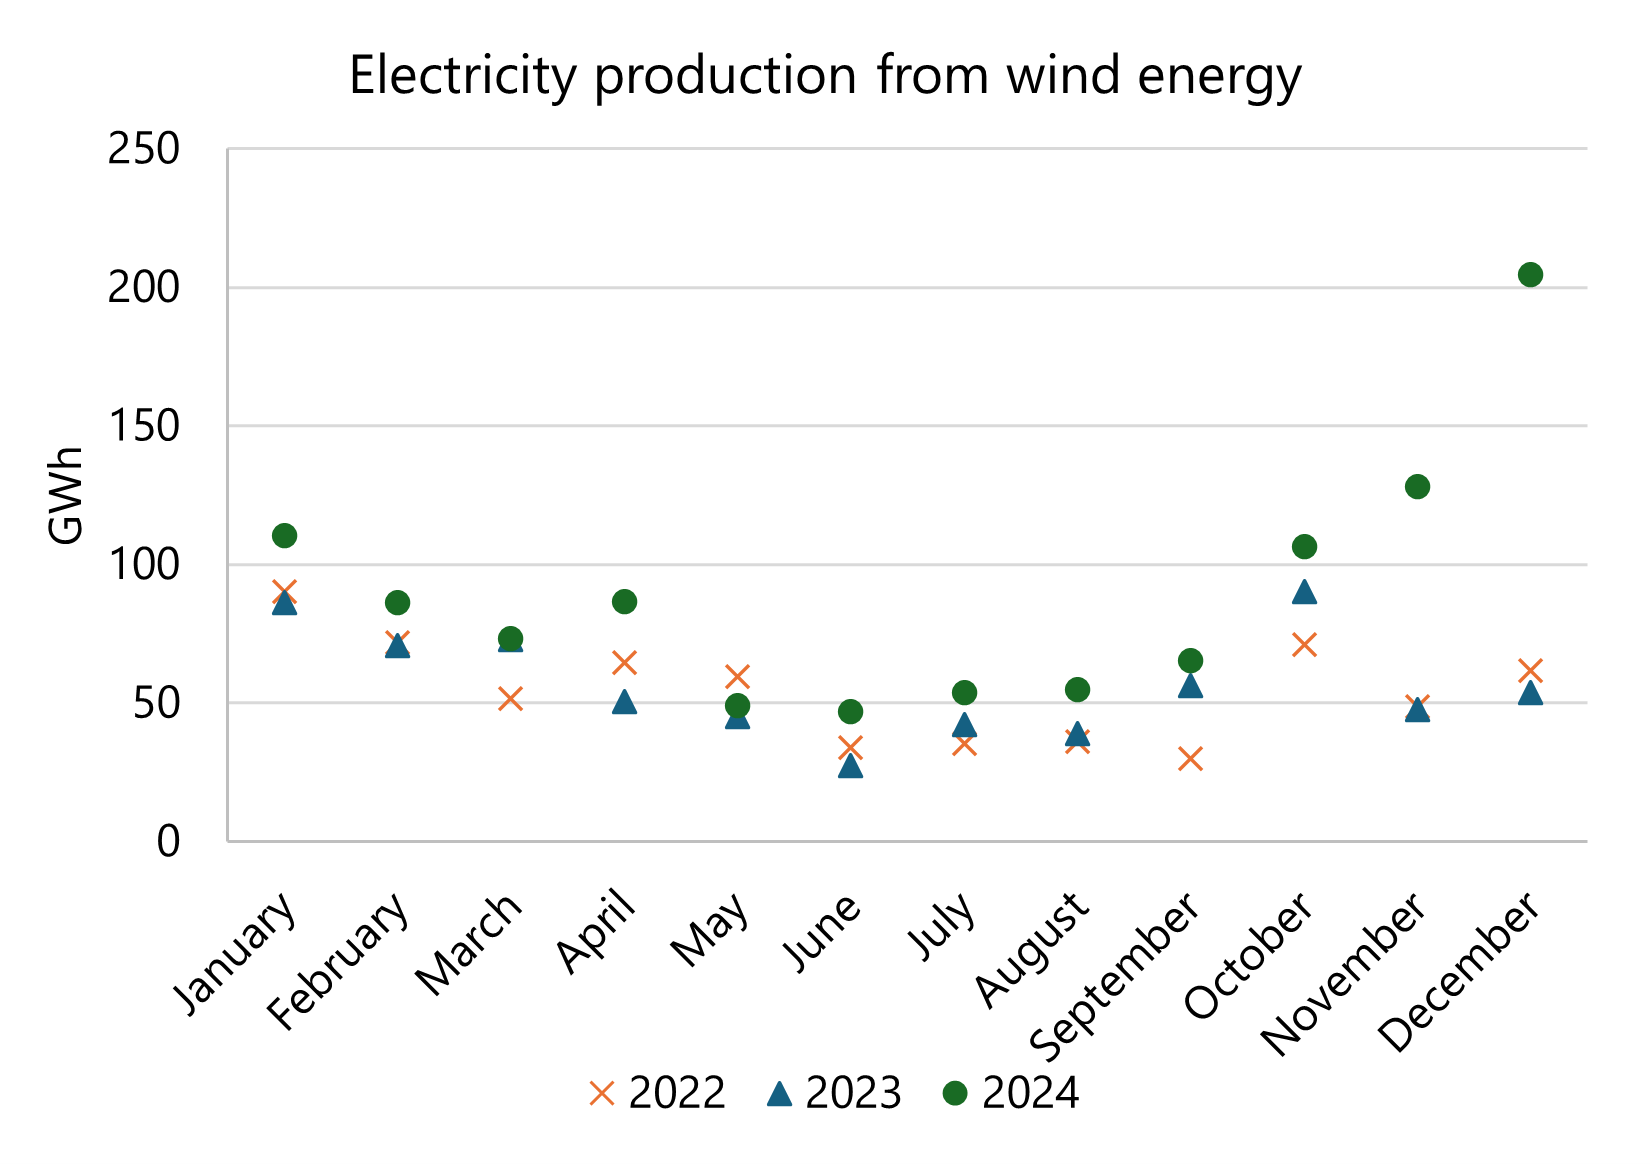 Electricity production from wind energy
250
200
150
100
50
0
GWh
January
February
March
April
May
June
July
August
September
October
November
December
2022 2023 2024